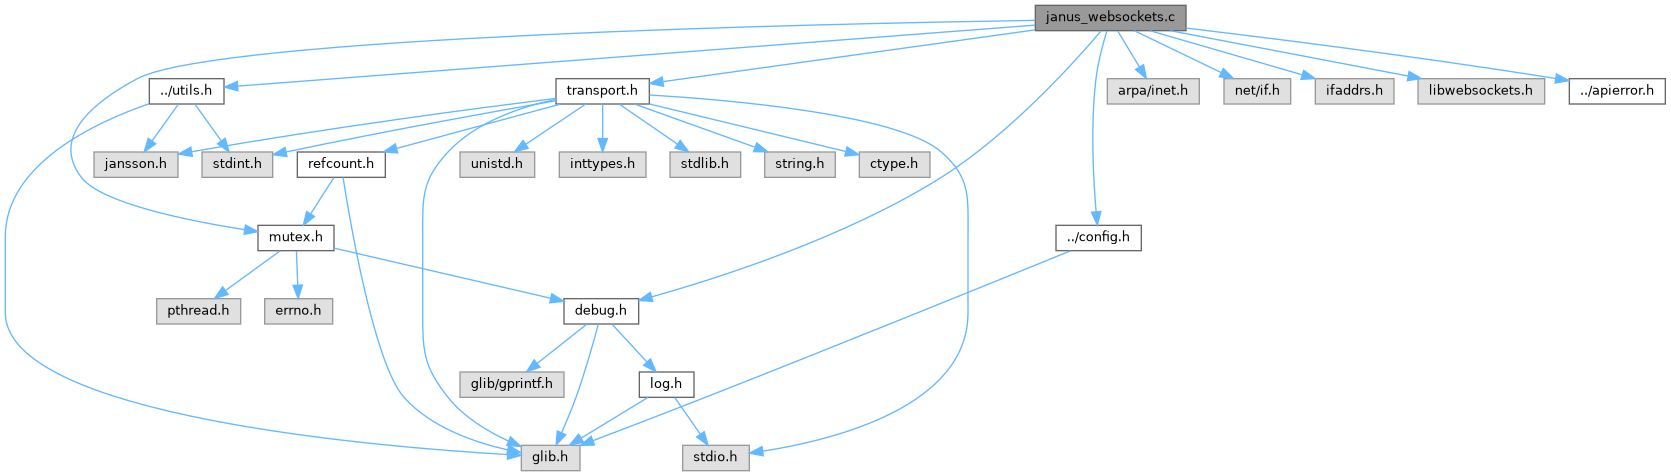 janus_websockets.c
../utils.h
transport.h
arpa/inet.h
net/if.h
ifaddrs.h
libwebsockets.h
../apierror.h
jansson.h
stdint.h
refcount.h
unistd.h
inttypes.h
stdlib.h
string.h
ctype.h
mutex.h
../config.h
pthread.h
errno.h
debug.h
glib/gprintf.h
log.h
glib.h
stdio.h